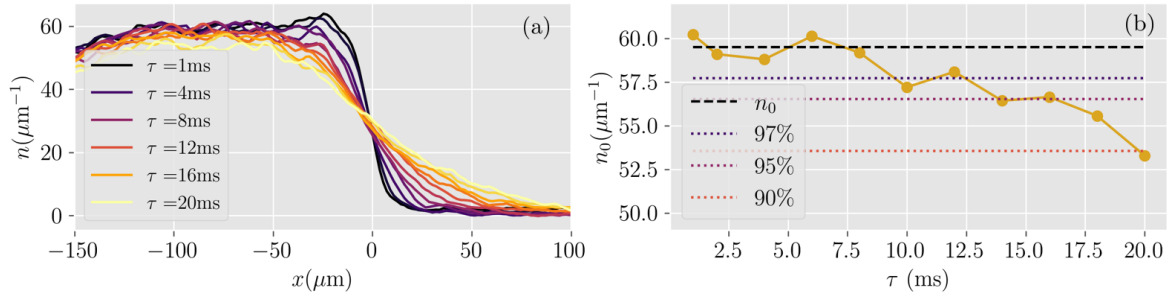 (a)
60
40
20
0
n(μm⁻¹)
τ =1ms
τ =4ms
τ =8ms
τ =12ms
τ =16ms
τ =20ms
−150 −100 −50 0 50 100
x(μm)
(b)
60.0
57.5
55.0
52.5
50.0
n₀(μm⁻¹)
n₀
97%
95%
90%
2.5 5.0 7.5 10.0 12.5 15.0 17.5 20.0
τ (ms)